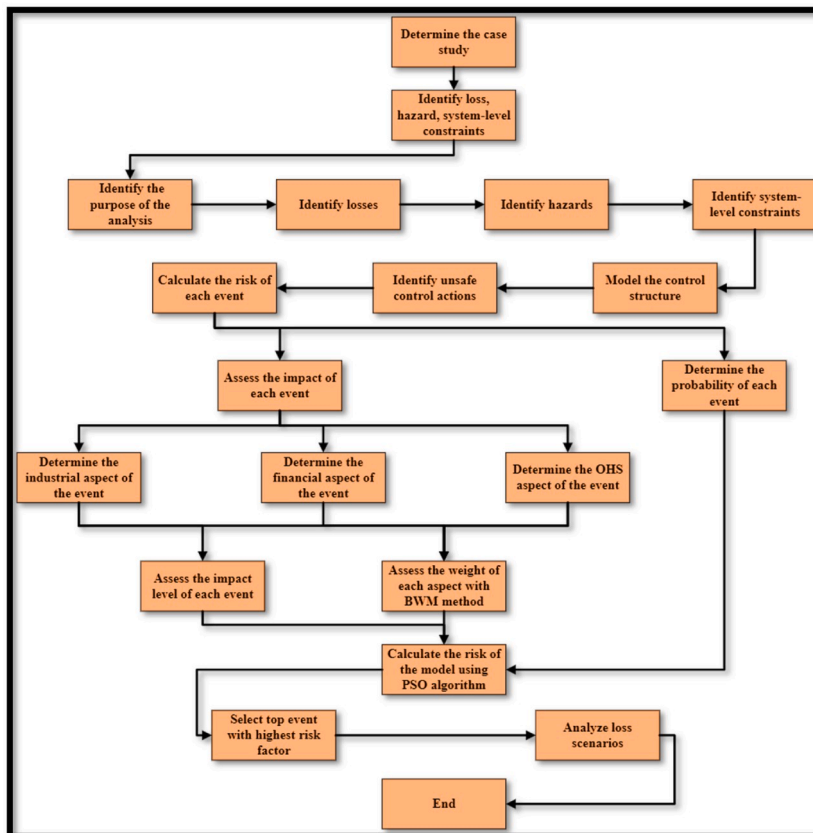 Determine the case
study
Identify loss,
hazard, system-level
constraints
Identify the
purpose of the
analysis
Identify losses
Identify hazards
Identify system-
level constraints
Calculate the risk of
each event
Identify unsafe
control actions
Model the control
structure
Assess the impact of
each event
Determine the
probability of each
event
Determine the
industrial aspect of
the event
Determine the
financial aspect of
the event
Determine the OHS
aspect of the event
Assess the impact
level of each event
Assess the weight of
each aspect with
BWM method
Calculate the risk of
the model using
PSO algorithm
Select top event
with highest risk
factor
Analyze loss
scenarios
End